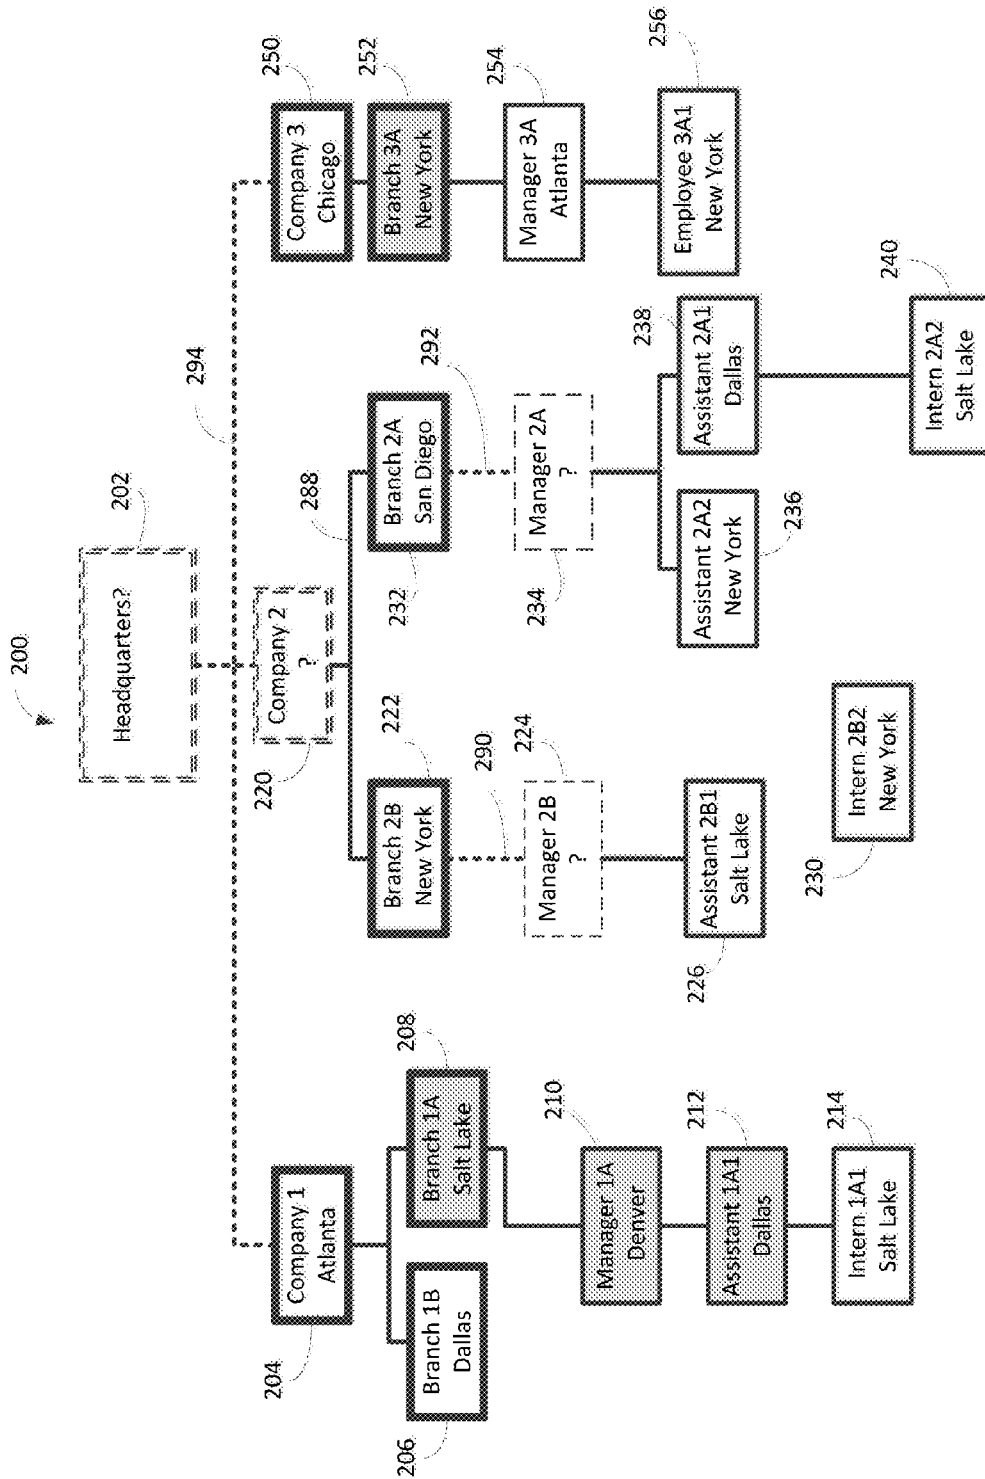 200
Headquarters?
202
294
204
Company 1
Atlanta
220
Company 2
?
Company 3
Chicago
250
206
Branch 1B
Dallas
Branch 1A
Salt Lake
208
Branch 2B
New York
222
288
232
Branch 2A
San Diego
Branch 3A
New York
252
290
292
Manager 1A
Denver
210
Manager 2B
?
224
234
Manager 2A
?
Manager 3A
Atlanta
254
Assistant 1A1
Dallas
212
226
Assistant 2B1
Salt Lake
Assistant 2A2
New York
236
238
Assistant 2A1
Dallas
Employee 3A1
New York
256
Intern 1A1
Salt Lake
214
230
Intern 2B2
New York
Intern 2A2
Salt Lake
240